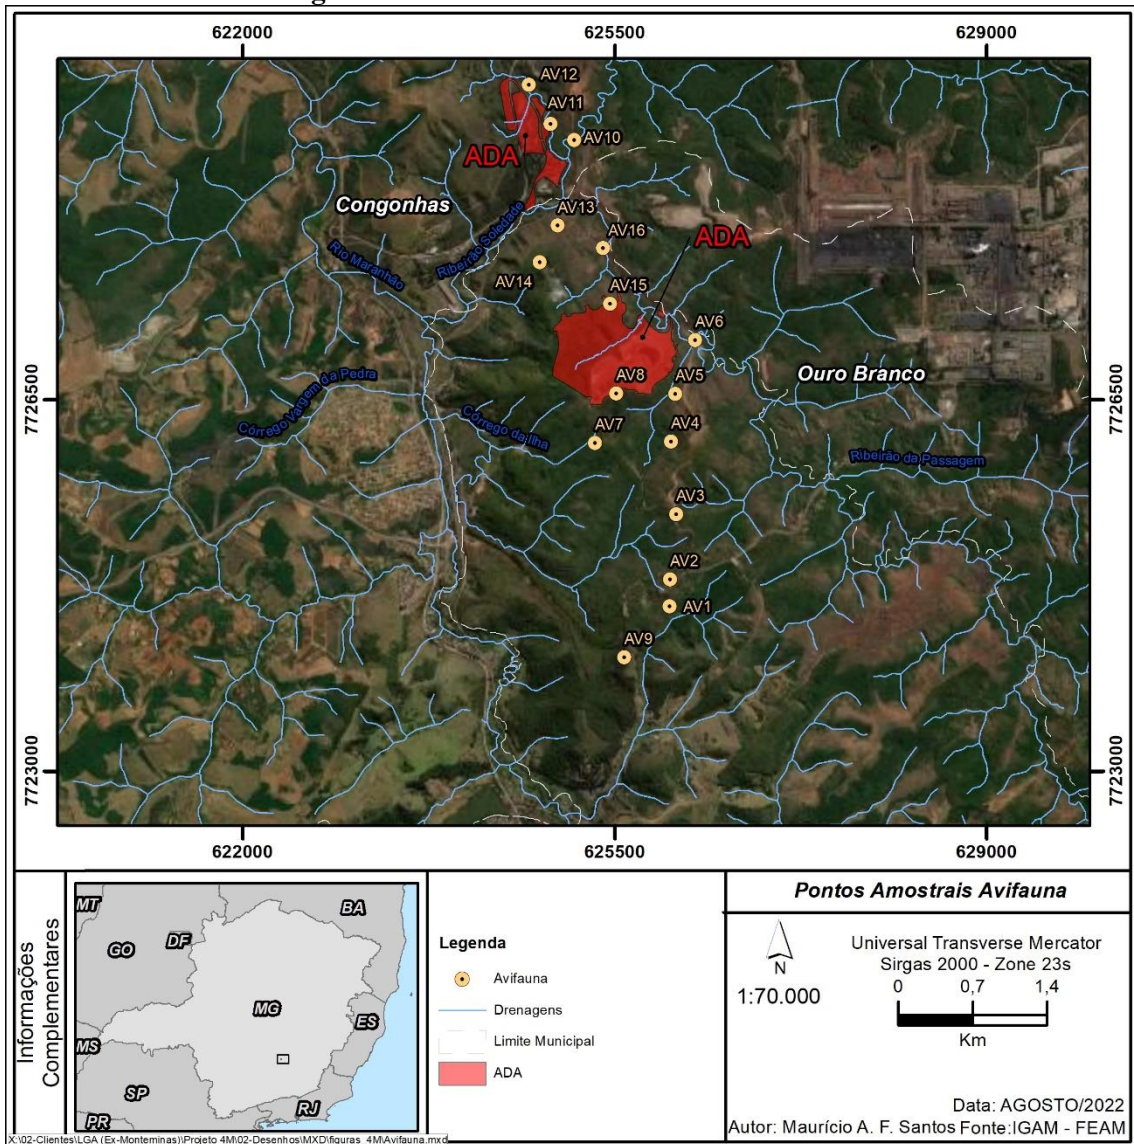 622000 625500 629000
AV12
AV11
AV10
ADA
Congonhas
Ribeirão Soledade
AV13
Rio Maranhão
AV16
ADA
AV14
AV15
AV6
Ouro Branco
7726500
7726500
Córrego Vargem da Pedra
AV8
AV5
Córrego da Ilha
AV7
AV4
Ribeirão da Passagem
AV3
AV2
AV1
AV9
7723000
7723000
622000 625500 629000
Informações
Complementares
MT
BA
GO
DF
MG
ES
MS
SP
RJ
PR
Legenda
Avifauna
Drenagens
Limite Municipal
ADA
Pontos Amostrais Avifauna
N
1:70.000
Universal Transverse Mercator
Sirgas 2000 - Zone 23s
0 0,7 1,4
Km
Data: AGOSTO/2022
Autor: Maurício A. F. Santos Fonte:IGAM - FEAM
X:\02-Clientes\LGA (Ex-Monteminas)\Projeto 4M\02-Desenhos\MXD\figuras_4M\Avifauna.mxd